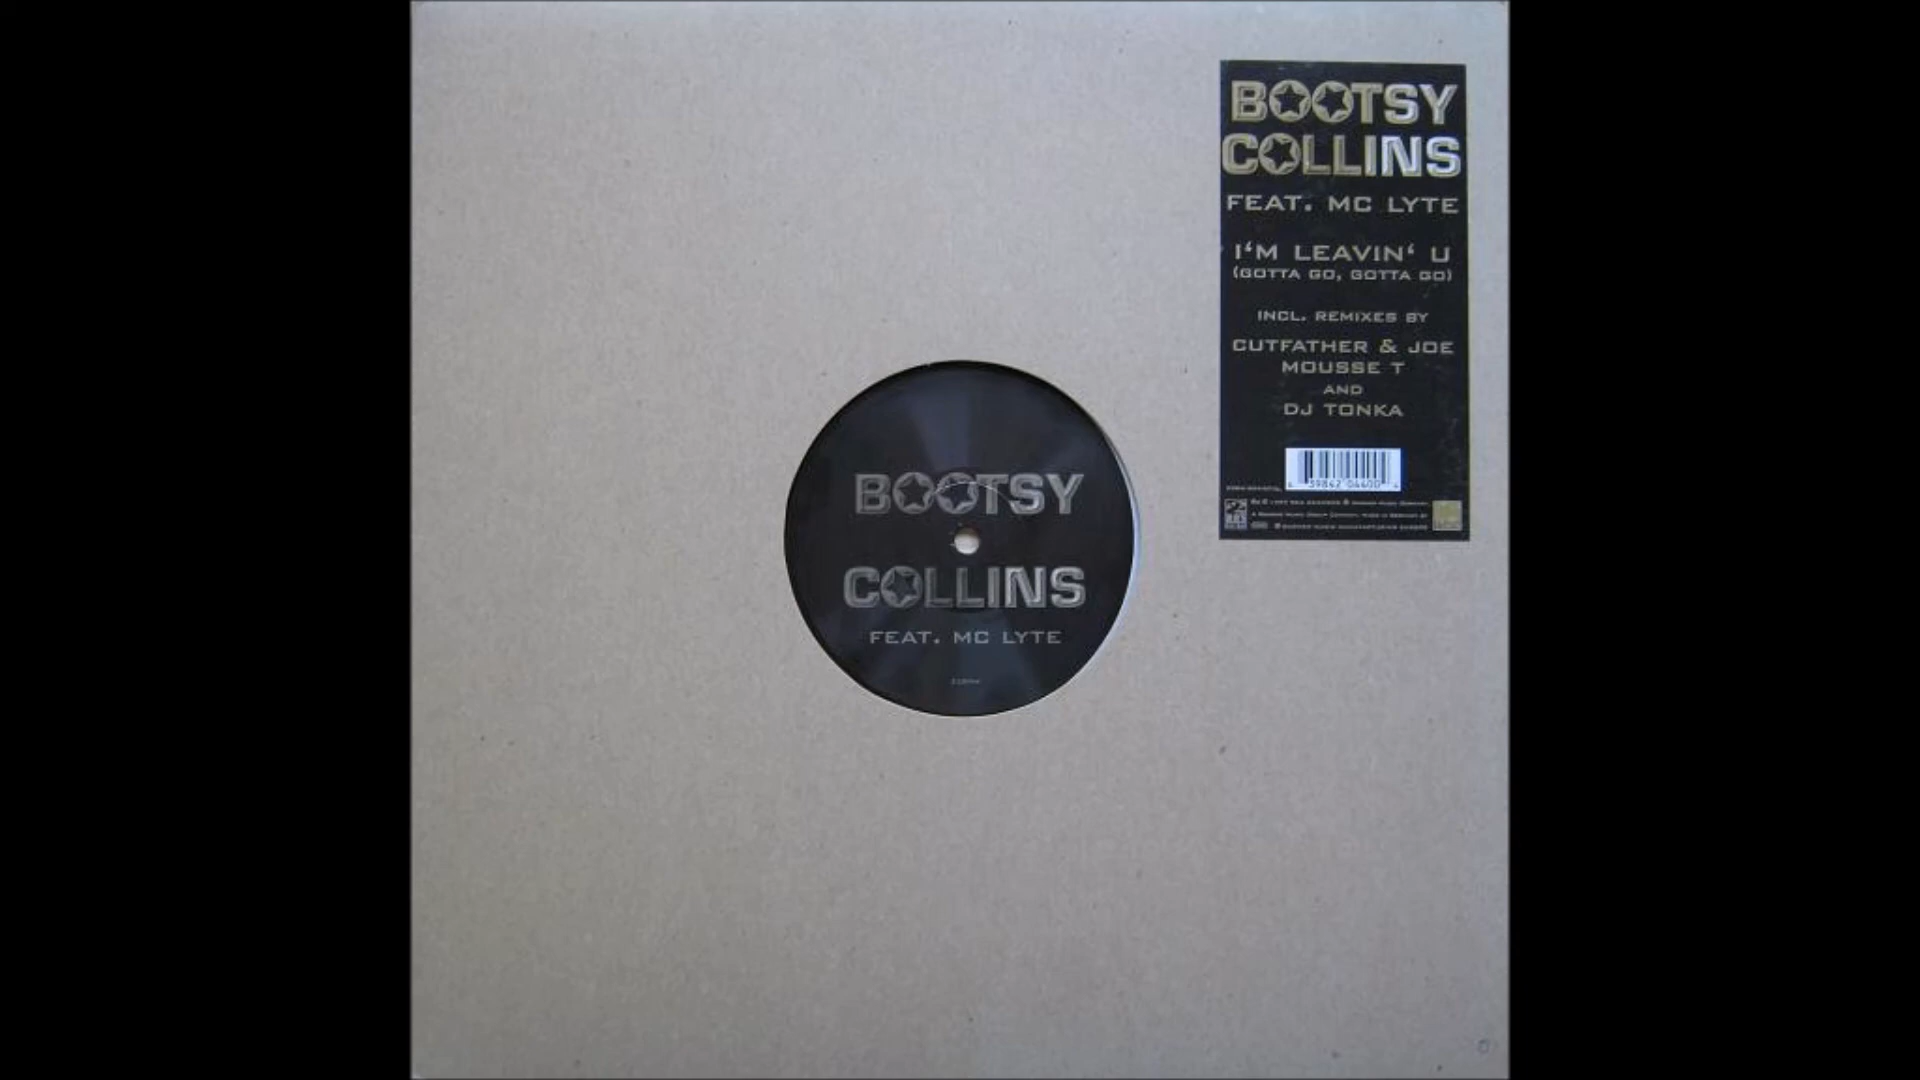 BOOTSY
COLLINS
FEAT. MC LYTE
I'M LEAVIN' U
(GOTTA GO, GOTTA GO)
INCL. REMIXES BY
CUTFATHER & JOE
MOUSSE T
AND
DJ TONKA
BOOTSY
COLLINS
FEAT. MC LYTE